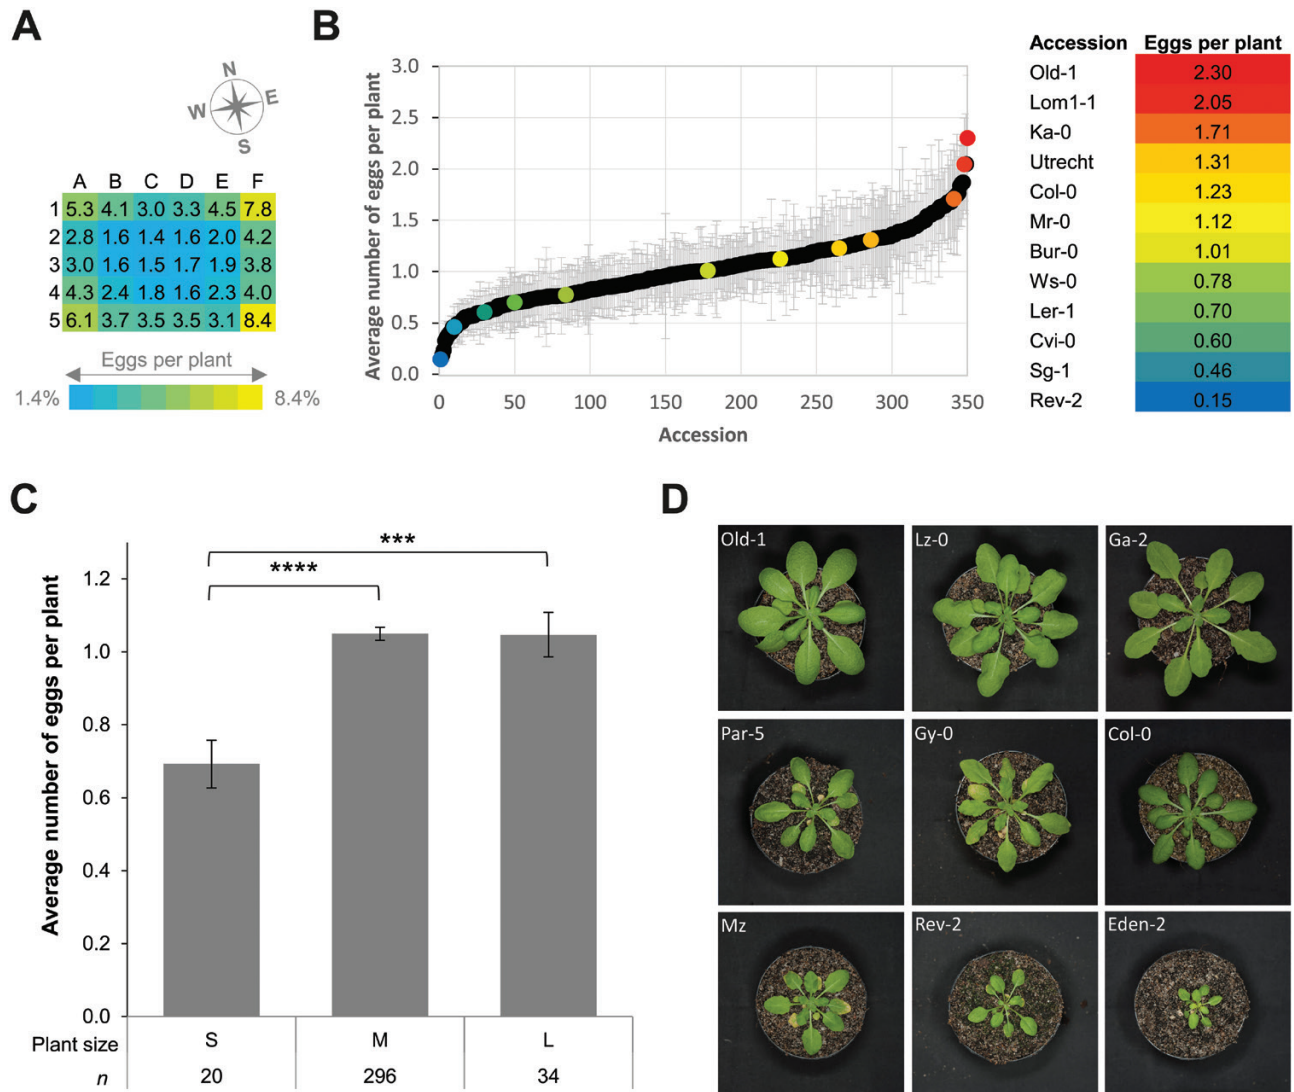 A
N
W E
S
A B C D E F
1 5.3 4.1 3.0 3.3 4.5 7.8
2 2.8 1.6 1.4 1.6 2.0 4.2
3 3.0 1.6 1.5 1.7 1.9 3.8
4 4.3 2.4 1.8 1.6 2.3 4.0
5 6.1 3.7 3.5 3.5 3.1 8.4
Eggs per plant
1.4% 8.4%
B
Average number of eggs per plant
3.0
2.5
2.0
1.5
1.0
0.5
0.0
0 50 100 150 200 250 300 350
Accession
Accession Eggs per plant
Old-1 2.30
Lom1-1 2.05
Ka-0 1.71
Utrecht 1.31
Col-0 1.23
Mr-0 1.12
Bur-0 1.01
Ws-0 0.78
Ler-1 0.70
Cvi-0 0.60
Sg-1 0.46
Rev-2 0.15
C
Average number of eggs per plant
***
****
1.2
1.0
0.8
0.6
0.4
0.2
0.0
Plant size S M L
n 20 296 34
D
Old-1 Lz-0 Ga-2
Par-5 Gy-0 Col-0
Mz Rev-2 Eden-2